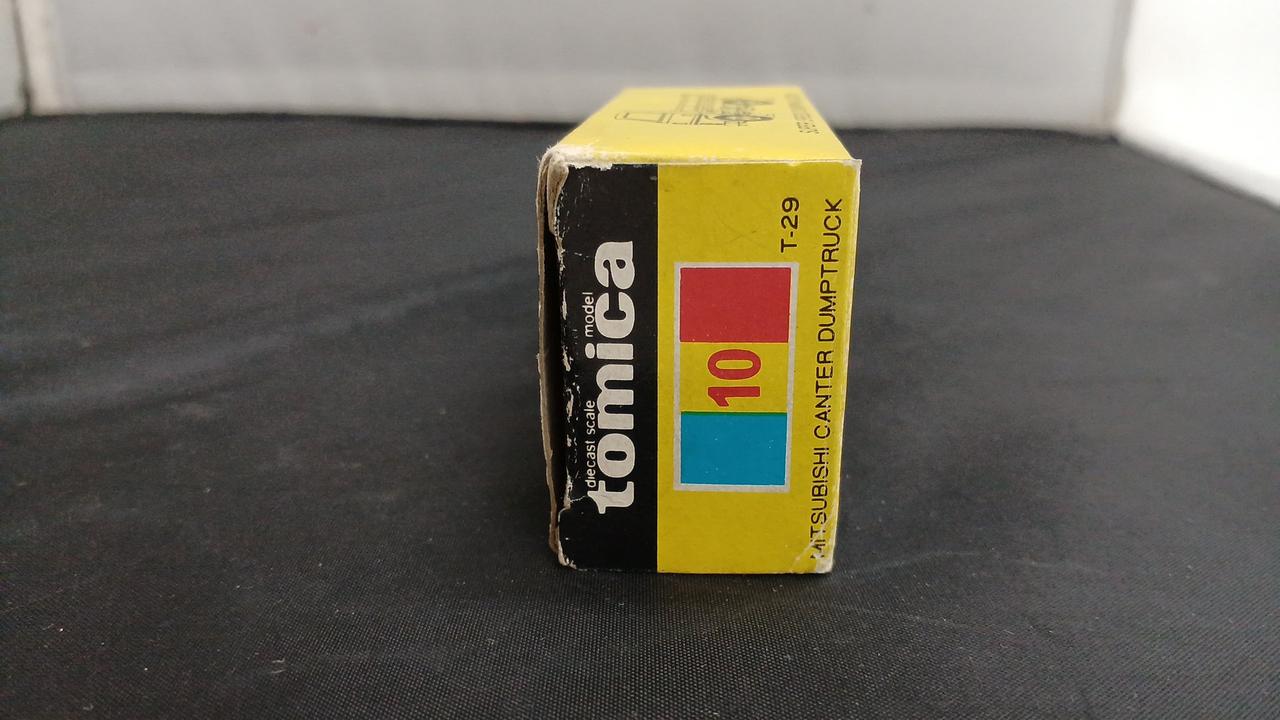 diecast scale model
tomica
10
T-29
MITSUBISHI CANTER DUMPTRUCK